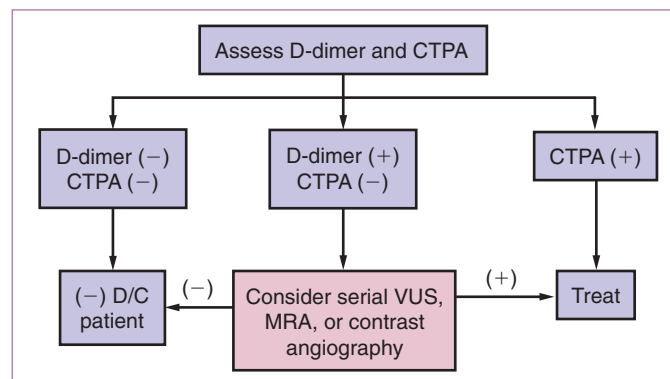 Assess D-dimer and CTPA
D-dimer (−)
CTPA (−)
D-dimer (+)
CTPA (−)
CTPA (+)
(−) D/C
patient
(−)
Consider serial VUS,
MRA, or contrast
angiography
(+)
Treat